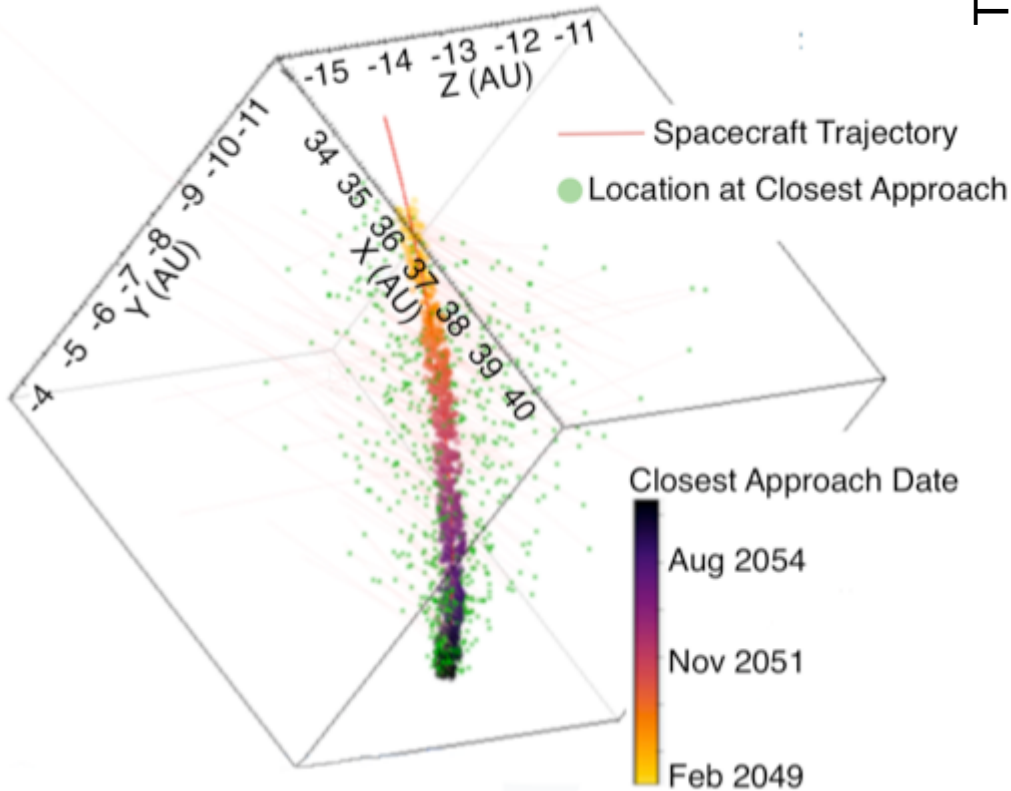 T
-15 -14 -13 -12 -11
Z (AU)
-11
-10
-9
-8
-7
-6
-5
-4
Y (AU)
34
35
36
37
38
39
40
X (AU)
Spacecraft Trajectory
Location at Closest Approach
Closest Approach Date
Aug 2054
Nov 2051
Feb 2049